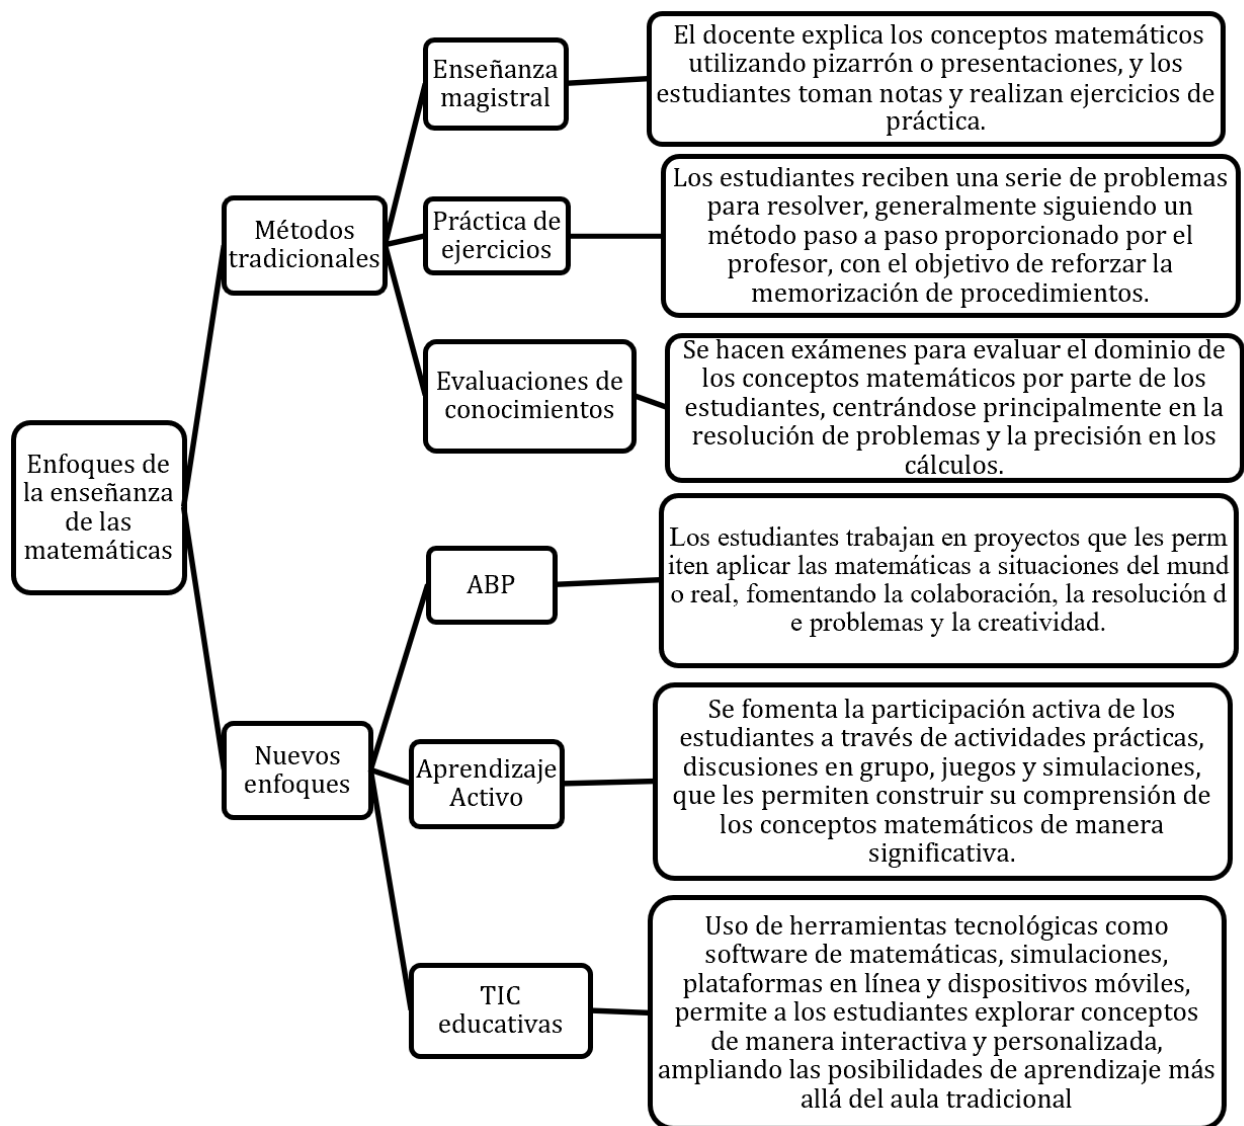 Enfoques de
la enseñanza
de las
matemáticas
Métodos
tradicionales
Enseñanza
magistral
El docente explica los conceptos matemáticos
utilizando pizarrón o presentaciones, y los
estudiantes toman notas y realizan ejercicios de
práctica.
Práctica de
ejercicios
Los estudiantes reciben una serie de problemas
para resolver, generalmente siguiendo un
método paso a paso proporcionado por el
profesor, con el objetivo de reforzar la
memorización de procedimientos.
Evaluaciones de
conocimientos
Se hacen exámenes para evaluar el dominio de
los conceptos matemáticos por parte de los
estudiantes, centrándose principalmente en la
resolución de problemas y la precisión en los
cálculos.
Nuevos
enfoques
ABP
Los estudiantes trabajan en proyectos que les perm
iten aplicar las matemáticas a situaciones del mund
o real, fomentando la colaboración, la resolución d
e problemas y la creatividad.
Aprendizaje
Activo
Se fomenta la participación activa de los
estudiantes a través de actividades prácticas,
discusiones en grupo, juegos y simulaciones,
que les permiten construir su comprensión de
los conceptos matemáticos de manera
significativa.
TIC
educativas
Uso de herramientas tecnológicas como
software de matemáticas, simulaciones,
plataformas en línea y dispositivos móviles,
permite a los estudiantes explorar conceptos
de manera interactiva y personalizada,
ampliando las posibilidades de aprendizaje más
allá del aula tradicional